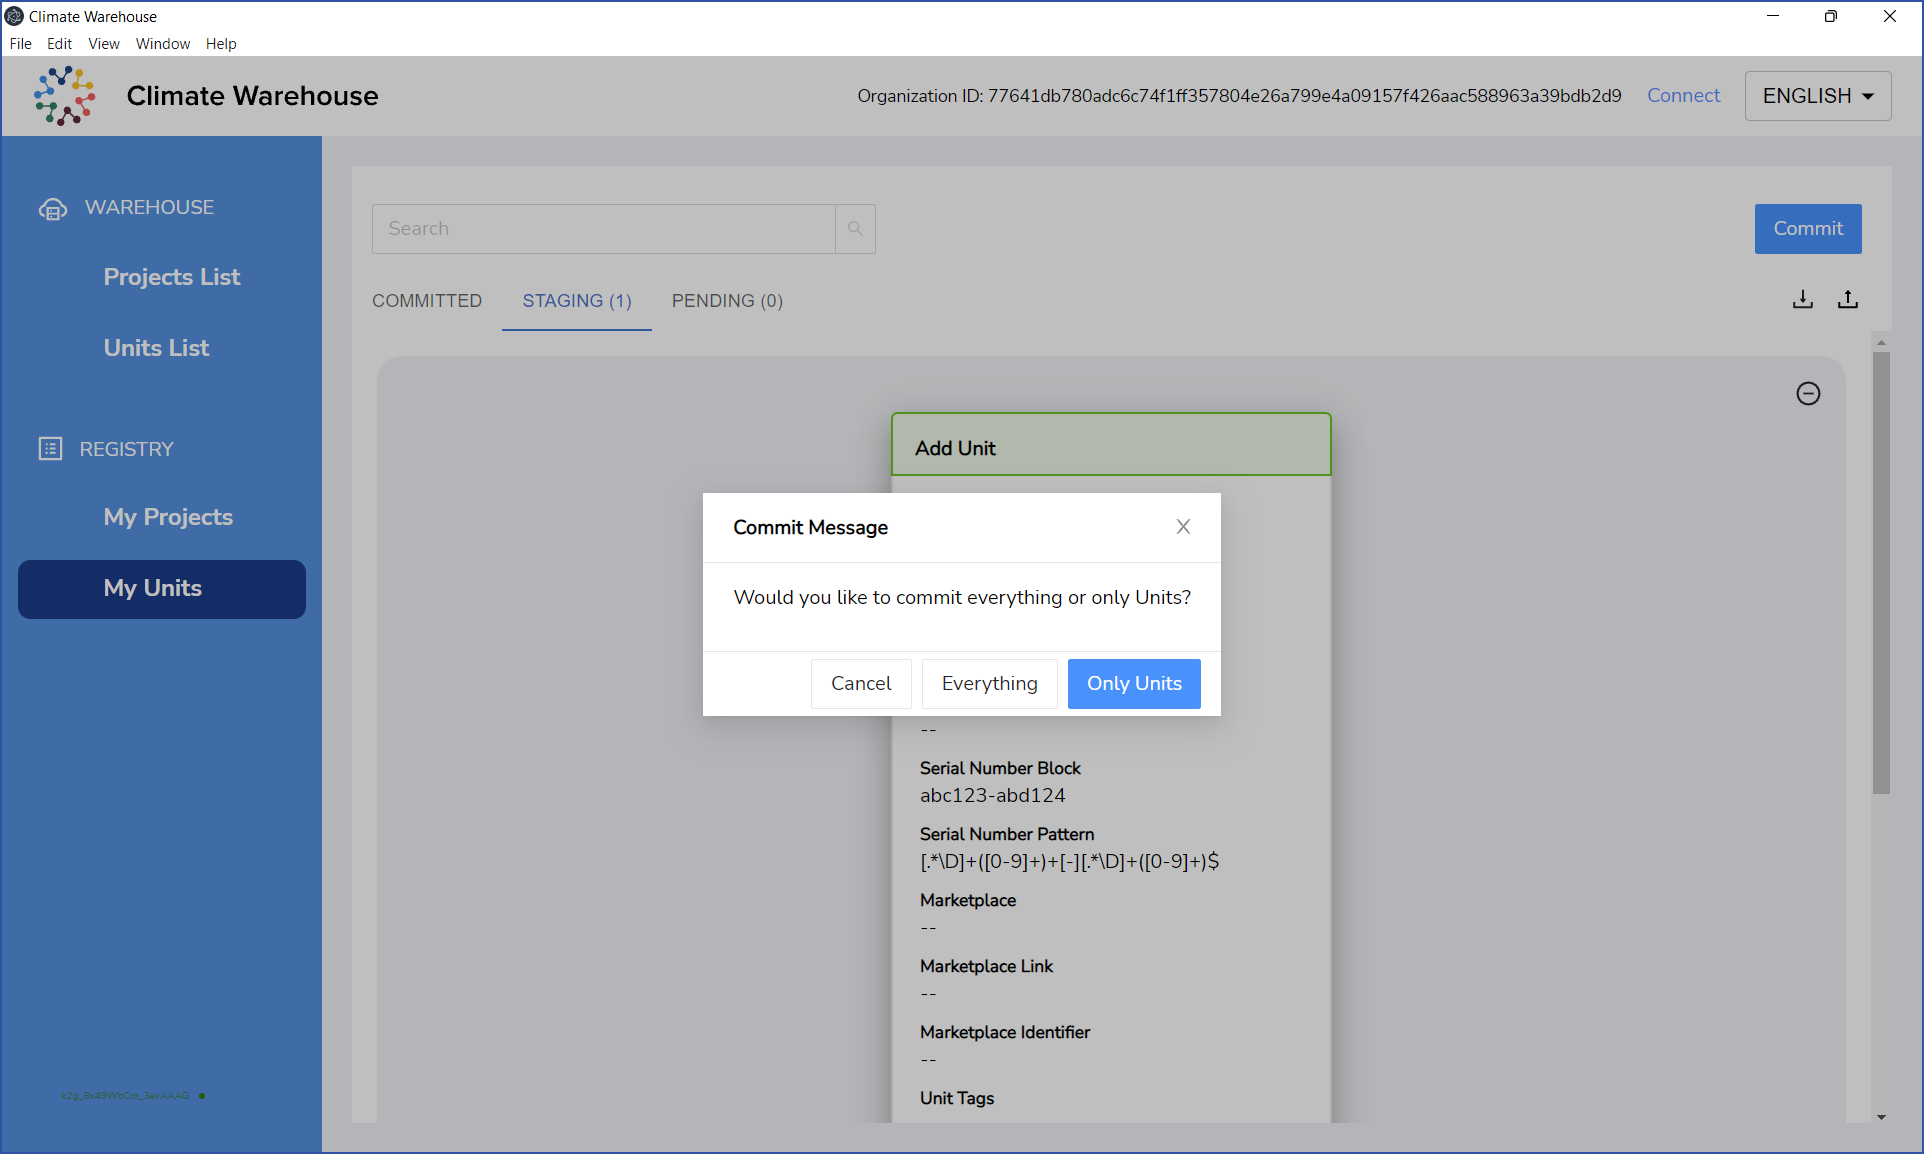 Climate Warehouse
File Edit View Window Help
Climate Warehouse
Organization ID: 77641db780adc6c74f1ff357804e26a799e4a09157f426aac588963a39bdb2d9 Connect ENGLISH
WAREHOUSE
Projects List
Units List
REGISTRY
My Projects
My Units
Search
Commit
COMMITTED STAGING (1) PENDING (0)
Add Unit
Commit Message
Would you like to commit everything or only Units?
Cancel Everything Only Units
--
Serial Number Block
abc123-abd124
Serial Number Pattern
[.*\D]+([0-9]+)+[-][.*\D]+([0-9]+)$
Marketplace
--
Marketplace Link
--
Marketplace Identifier
--
Unit Tags